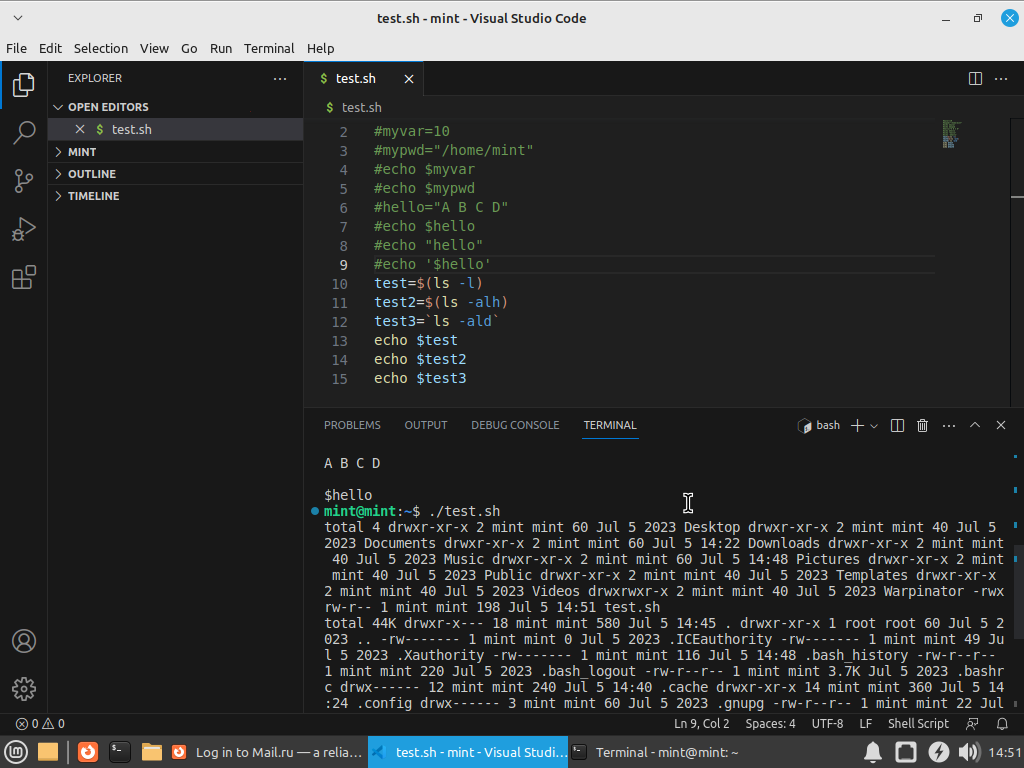 test.sh - mint - Visual Studio Code
File Edit Selection View Go Run Terminal Help
EXPLORER
OPEN EDITORS
$ test.sh
MINT
OUTLINE
TIMELINE
$ test.sh
$ test.sh
2 #myvar=10
3 #mypwd="/home/mint"
4 #echo $myvar
5 #echo $mypwd
6 #hello="A B C D"
7 #echo $hello
8 #echo "hello"
9 #echo '$hello'
10 test=$(ls -l)
11 test2=$(ls -alh)
12 test3=`ls -ald`
13 echo $test
14 echo $test2
15 echo $test3
PROBLEMS OUTPUT DEBUG CONSOLE TERMINAL
bash
A B C D
$hello
mint@mint:~$ ./test.sh
total 4 drwxr-xr-x 2 mint mint 60 Jul 5 2023 Desktop drwxr-xr-x 2 mint mint 40 Jul 5
2023 Documents drwxr-xr-x 2 mint mint 60 Jul 5 14:22 Downloads drwxr-xr-x 2 mint mint
40 Jul 5 2023 Music drwxr-xr-x 2 mint mint 60 Jul 5 14:48 Pictures drwxr-xr-x 2 mint
mint 40 Jul 5 2023 Public drwxr-xr-x 2 mint mint 40 Jul 5 2023 Templates drwxr-xr-x
2 mint mint 40 Jul 5 2023 Videos drwxrwxr-x 2 mint mint 40 Jul 5 2023 Warpinator -rwx
rw-r-- 1 mint mint 198 Jul 5 14:51 test.sh
total 44K drwxr-x--- 18 mint mint 580 Jul 5 14:45 . drwxr-xr-x 1 root root 60 Jul 5 2
023 .. -rw------- 1 mint mint 0 Jul 5 2023 .ICEauthority -rw------- 1 mint mint 49 Ju
l 5 2023 .Xauthority -rw------- 1 mint mint 116 Jul 5 14:48 .bash_history -rw-r--r--
1 mint mint 220 Jul 5 2023 .bash_logout -rw-r--r-- 1 mint mint 3.7K Jul 5 2023 .bashr
c drwx------ 12 mint mint 240 Jul 5 14:40 .cache drwxr-xr-x 14 mint mint 360 Jul 5 14
:24 .config drwx------ 3 mint mint 60 Jul 5 2023 .gnupg -rw-r--r-- 1 mint mint 22 Jul
0 0 Ln 9, Col 2 Spaces: 4 UTF-8 LF Shell Script
Log in to Mail.ru — a relia... test.sh - mint - Visual Studi... Terminal - mint@mint: ~ 14:51